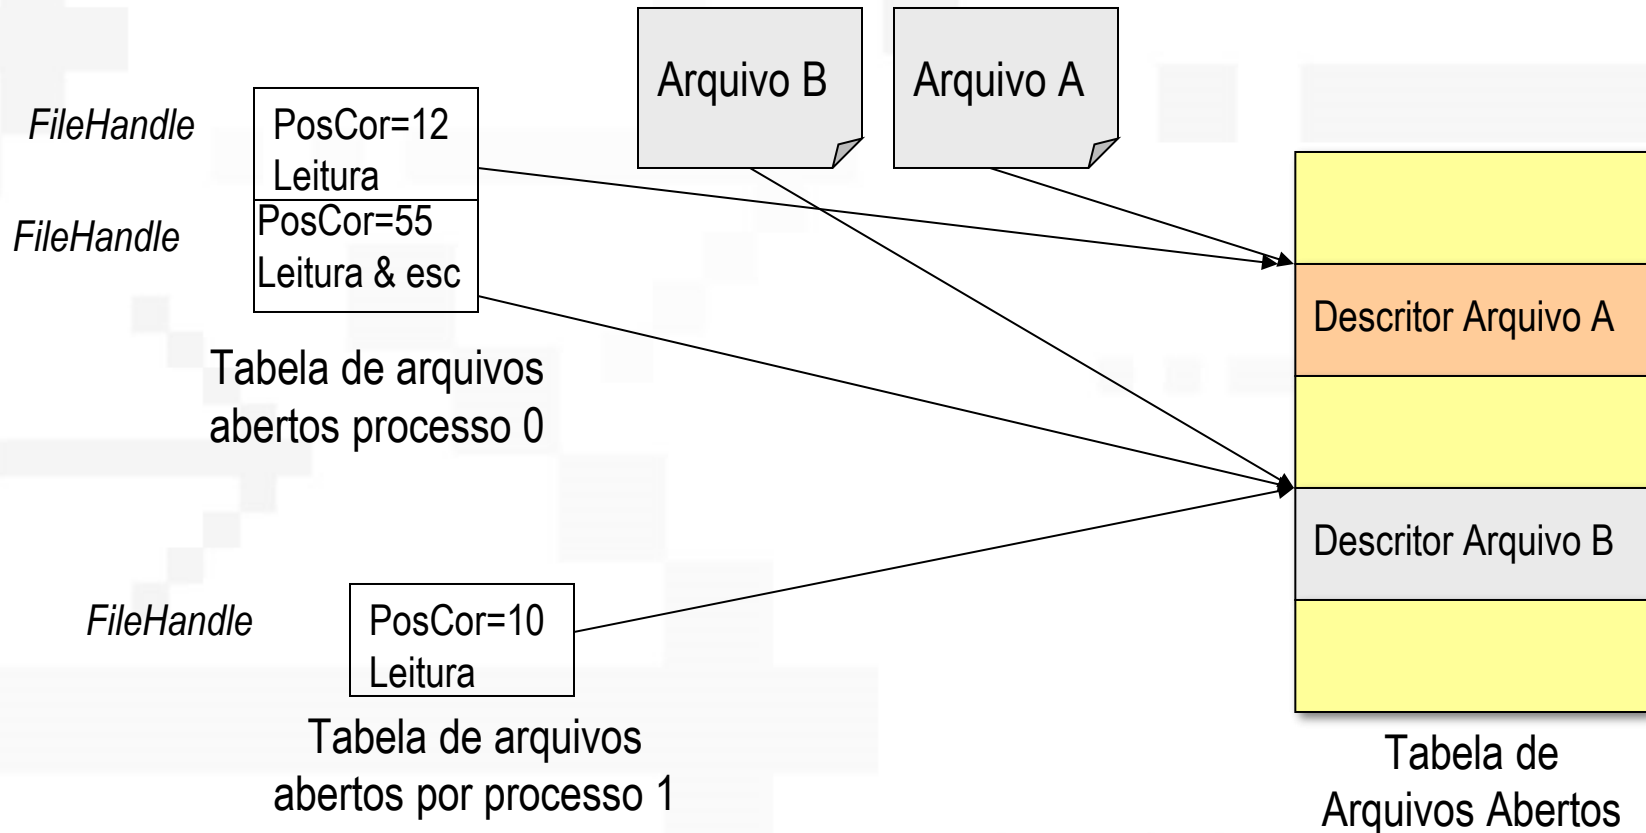 Arquivo B
Arquivo A
FileHandle
PosCor=12
Leitura
FileHandle
PosCor=55
Leitura & esc
Tabela de arquivos
abertos processo 0
Descritor Arquivo A
Descritor Arquivo B
FileHandle
PosCor=10
Leitura
Tabela de arquivos
abertos por processo 1
Tabela de
Arquivos Abertos